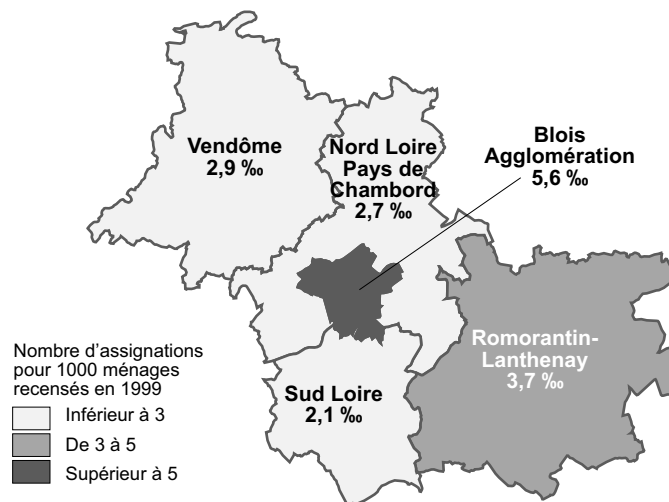 Vendôme
2,9 ‰
Nord Loire
Pays de
Chambord
2,7 ‰
Blois
Agglomération
5,6 ‰
Romorantin-
Lanthenay
3,7 ‰
Sud Loire
2,1 ‰
Nombre d’assignations
pour 1000 ménages
recensés en 1999
Inférieur à 3
De 3 à 5
Supérieur à 5